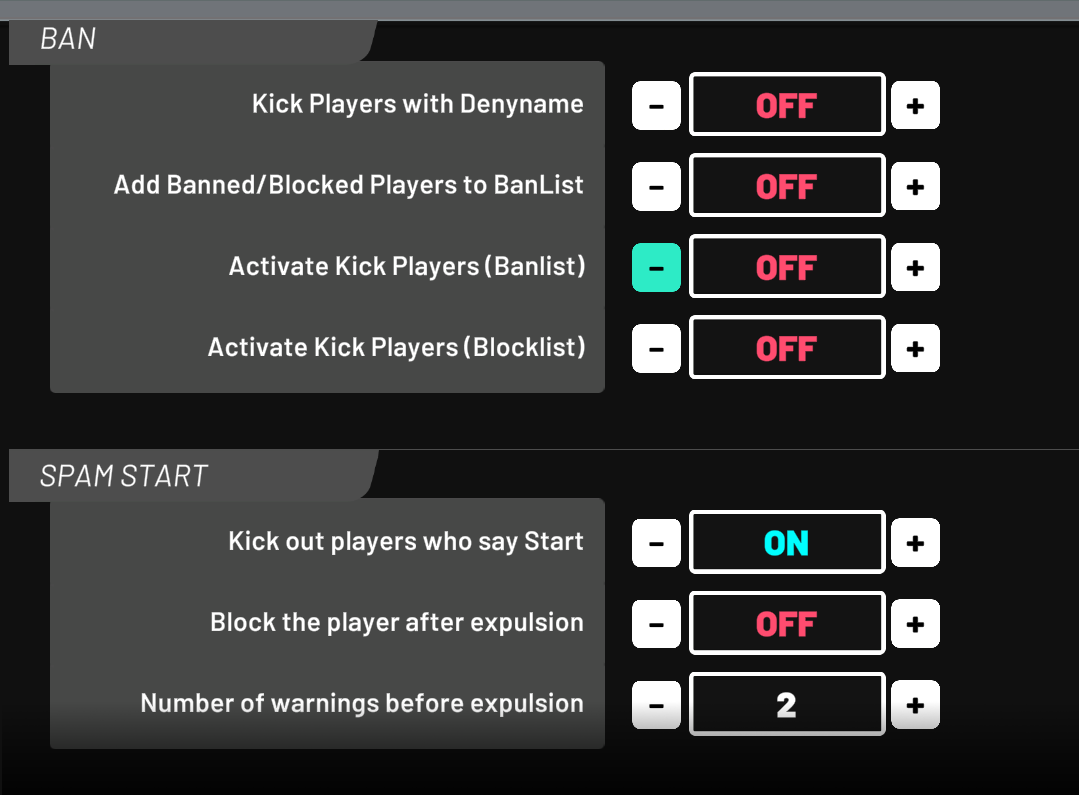 BAN
Kick Players with Denyname - OFF +
Add Banned/Blocked Players to BanList - OFF +
Activate Kick Players (Banlist) - OFF +
Activate Kick Players (Blocklist) - OFF +
SPAM START
Kick out players who say Start - ON +
Block the player after expulsion - OFF +
Number of warnings before expulsion - 2 +